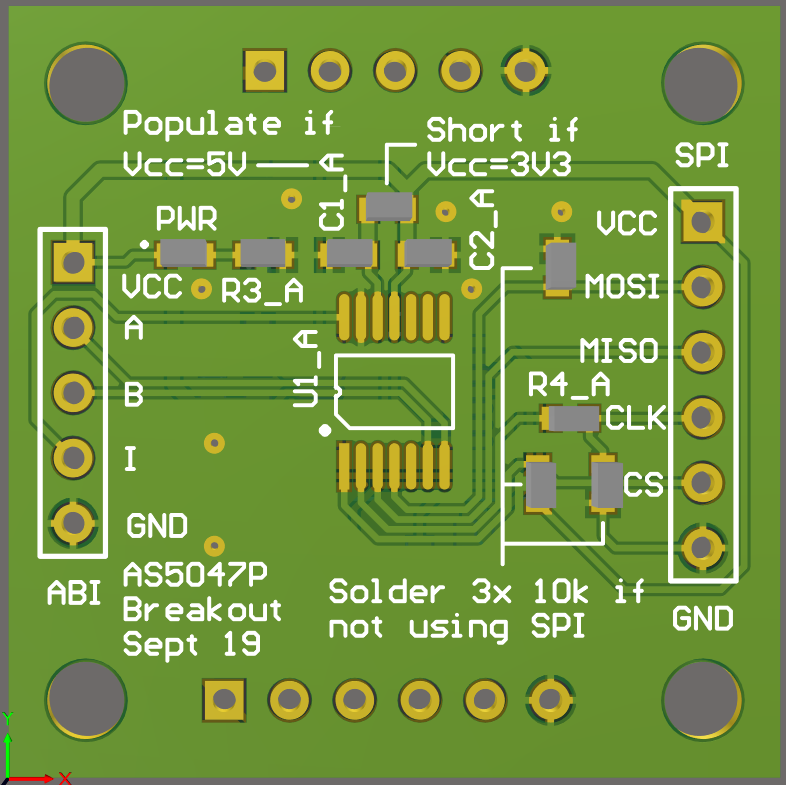 Populate if
Vcc=5V
Short if
Vcc=3V3
SPI
C1_A
C2_A
PWR
VCC
R3_A
VCC
MOSI
A
MISO
U1_A
R4_A
B
CLK
I
CS
GND
ABI
AS5047P
Breakout
Sept 19
Solder 3x 10k if
not using SPI
GND
Y
X